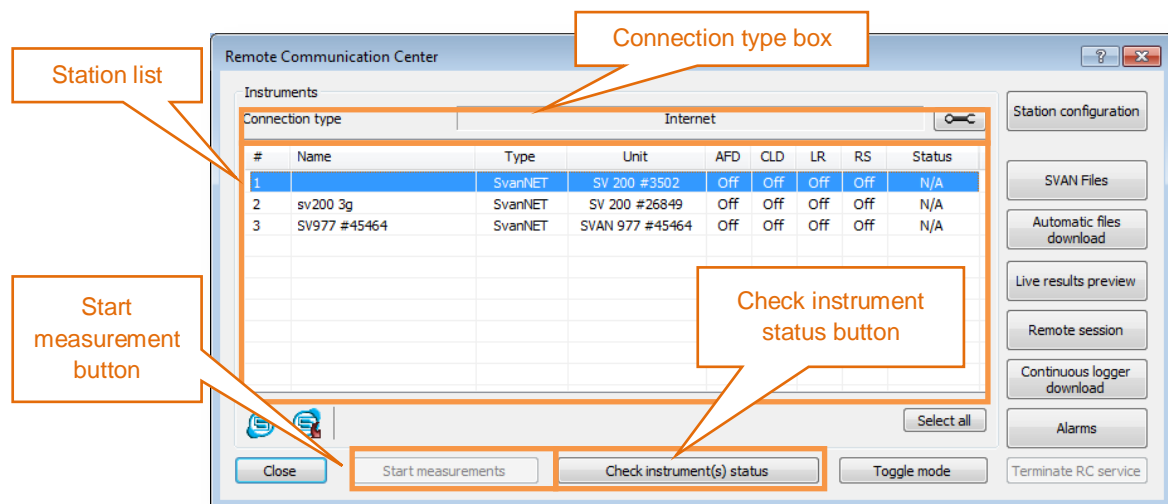 Connection type box
Station list
Remote Communication Center
?
Instruments
Connection type Internet
Station configuration
# Name Type Unit AFD CLD LR RS Status
1 SvanNET SV 200 #3502 Off Off Off Off N/A
2 sv200 3g SvanNET SV 200 #26849 Off Off Off Off N/A
3 SV977 #45464 SvanNET SVAN 977 #45464 Off Off Off Off N/A
SVAN Files
Automatic files
download
Live results preview
Start
measurement
button
Check instrument
status button
Remote session
Continuous logger
download
Select all
Alarms
Close
Start measurements
Check instrument(s) status
Toggle mode
Terminate RC service